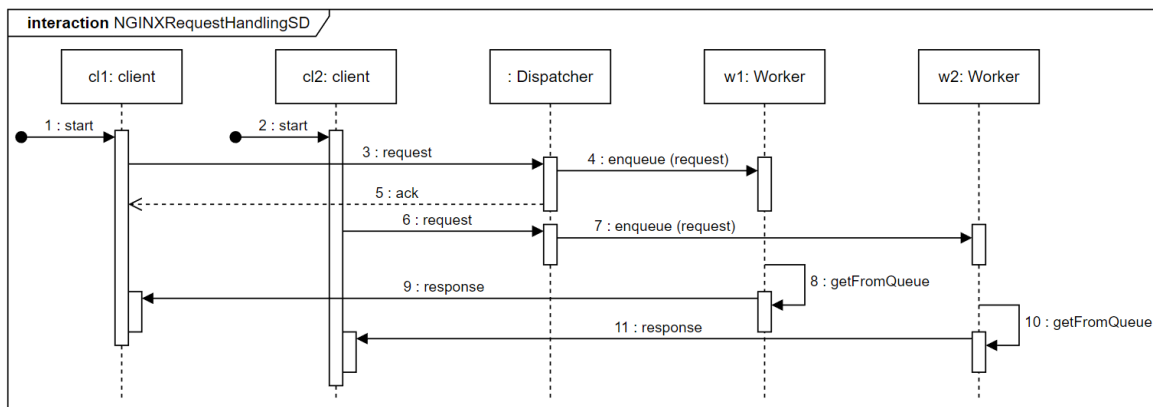 interaction NGINXRequestHandlingSD
cl1: client
cl2: client
: Dispatcher
w1: Worker
w2: Worker
1 : start
2 : start
3 : request
4 : enqueue (request)
5 : ack
6 : request
7 : enqueue (request)
8 : getFromQueue
9 : response
10 : getFromQueue
11 : response